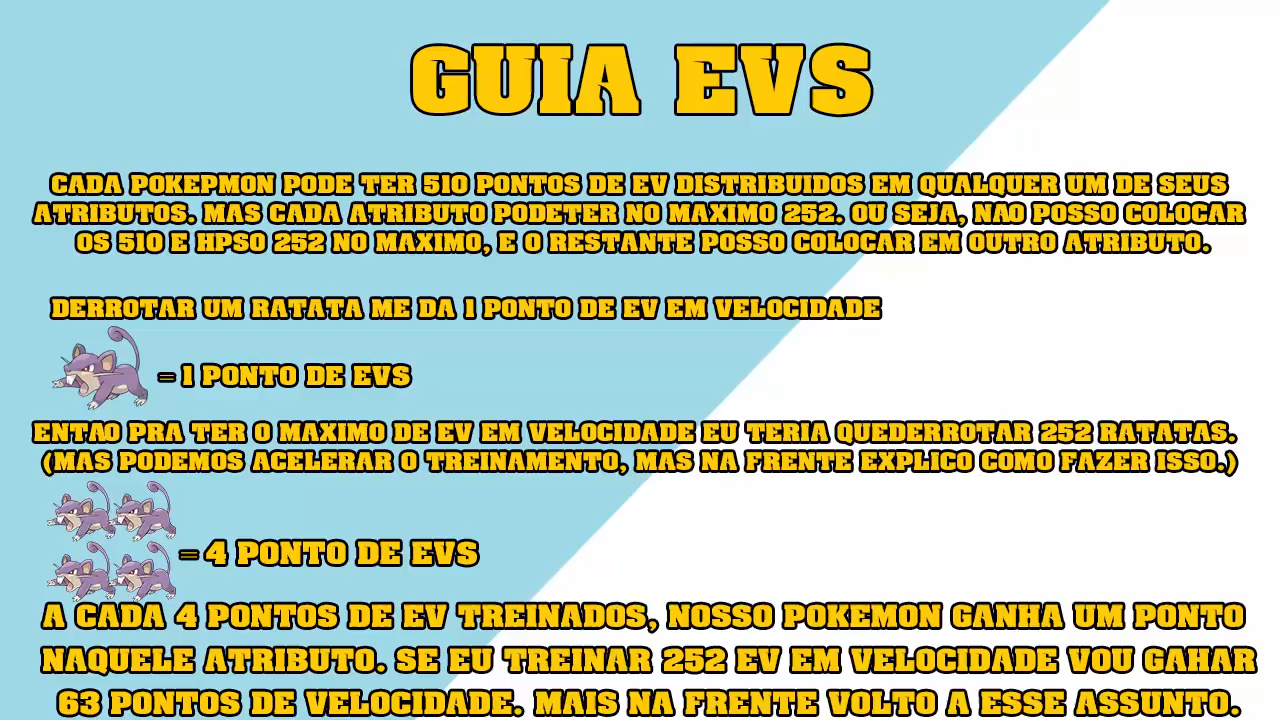 GUIA EVS
CADA POKEPMON PODE TER 510 PONTOS DE EV DISTRIBUIDOS EM QUALQUER UM DE SEUS
ATRIBUTOS. MAS CADA ATRIBUTO PODETER NO MAXIMO 252. OU SEJA, NAO POSSO COLOCAR
OS 510 E HPSO 252 NO MAXIMO, E O RESTANTE POSSO COLOCAR EM OUTRO ATRIBUTO.
DERROTAR UM RATATA ME DA 1 PONTO DE EV EM VELOCIDADE
= 1 PONTO DE EVS
ENTAO PRA TER O MAXIMO DE EV EM VELOCIDADE EU TERIA QUEDERROTAR 252 RATATAS.
(MAS PODEMOS ACELERAR O TREINAMENTO, MAS NA FRENTE EXPLICO COMO FAZER ISSO.)
= 4 PONTO DE EVS
A CADA 4 PONTOS DE EV TREINADOS, NOSSO POKEMON GANHA UM PONTO
NAQUELE ATRIBUTO. SE EU TREINAR 252 EV EM VELOCIDADE VOU GAHAR
63 PONTOS DE VELOCIDADE. MAIS NA FRENTE VOLTO A ESSE ASSUNTO.